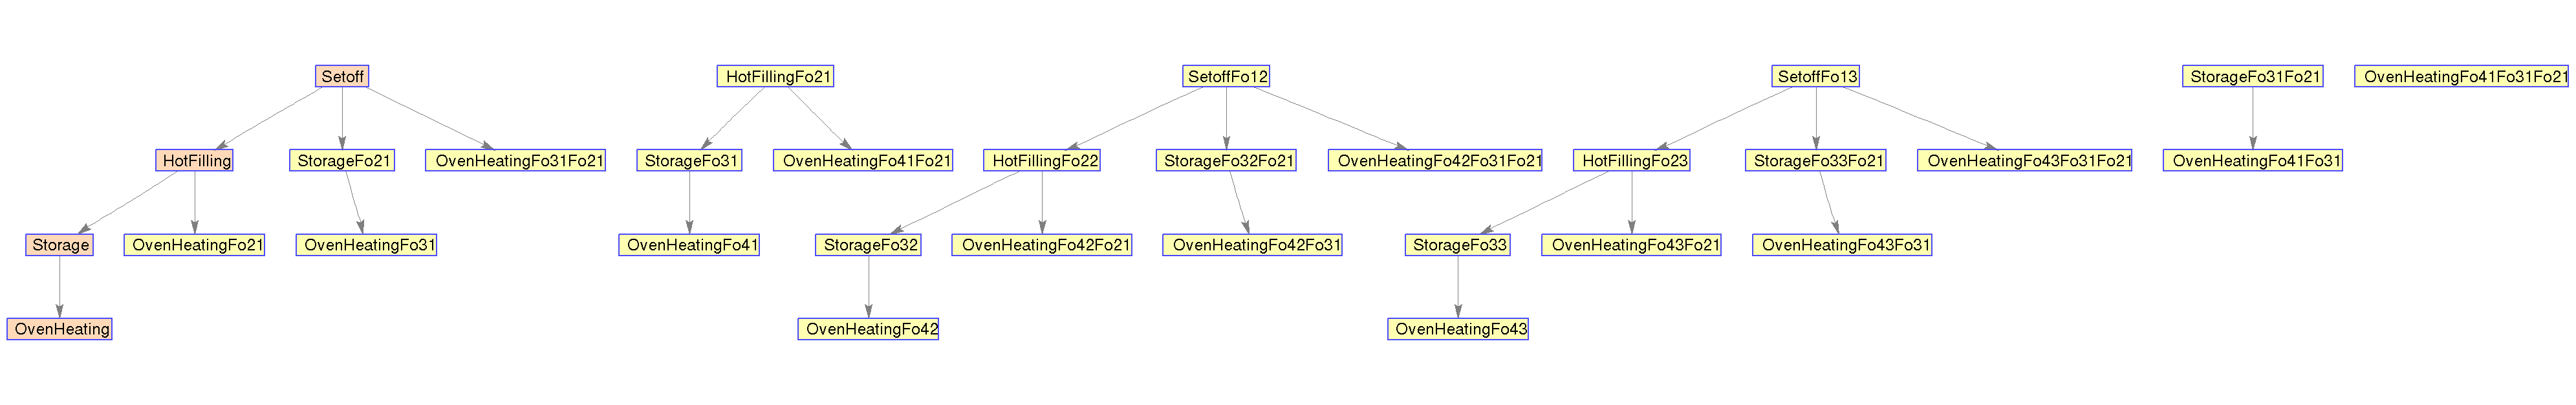 Setoff
HotFillingFo21
SetoffFo12
SetoffFo13
StorageFo31Fo21
OvenHeatingFo41Fo31Fo21
HotFilling
StorageFo21
OvenHeatingFo31Fo21
StorageFo31
OvenHeatingFo41Fo21
HotFillingFo22
StorageFo32Fo21
OvenHeatingFo42Fo31Fo21
HotFillingFo23
StorageFo33Fo21
OvenHeatingFo43Fo31Fo21
OvenHeatingFo41Fo31
Storage
OvenHeatingFo21
OvenHeatingFo31
OvenHeatingFo41
StorageFo32
OvenHeatingFo42Fo21
OvenHeatingFo42Fo31
StorageFo33
OvenHeatingFo43Fo21
OvenHeatingFo43Fo31
OvenHeating
OvenHeatingFo42
OvenHeatingFo43